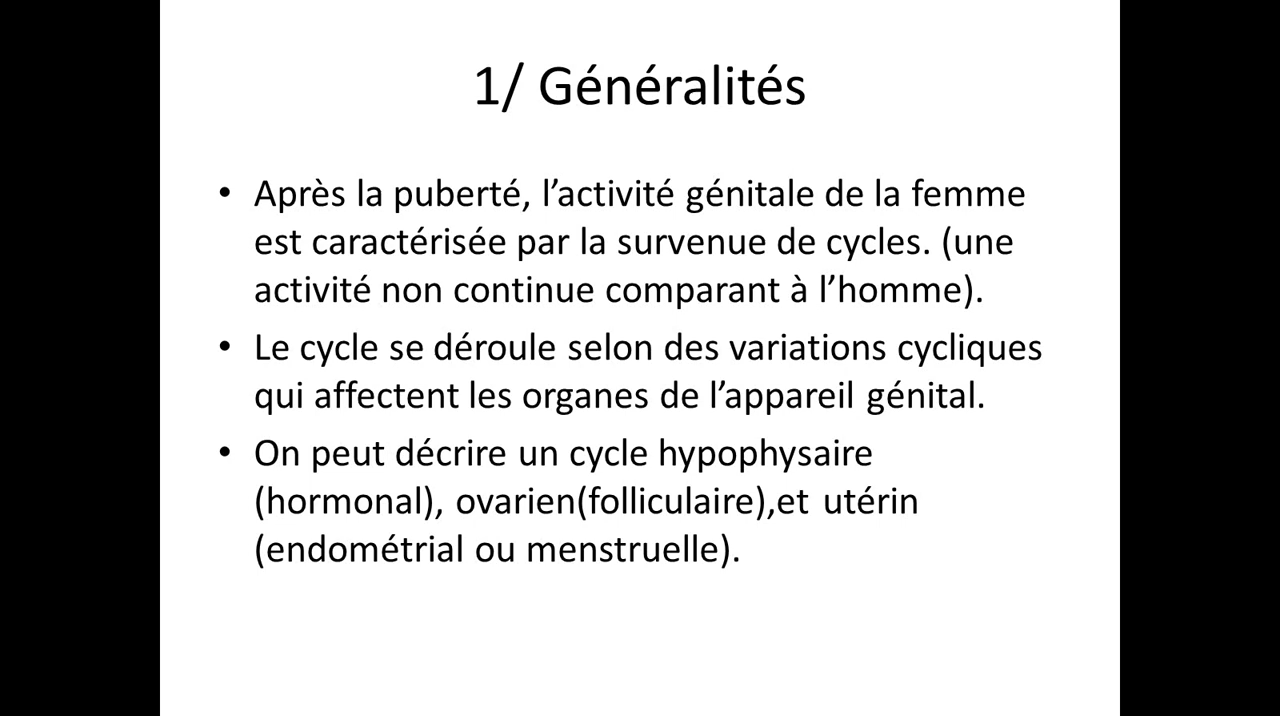 1/ Généralités
• Après la puberté, l’activité génitale de la femme
est caractérisée par la survenue de cycles. (une
activité non continue comparant à l’homme).
• Le cycle se déroule selon des variations cycliques
qui affectent les organes de l’appareil génital.
• On peut décrire un cycle hypophysaire
(hormonal), ovarien(folliculaire),et utérin
(endométrial ou menstruelle).